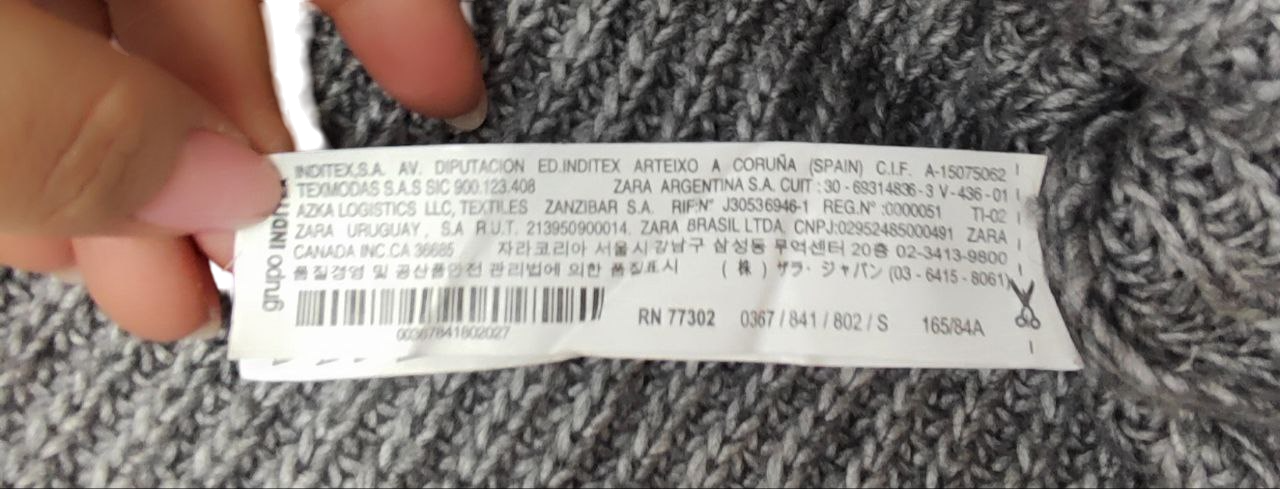 grupo INDITEX
INDITEX,S.A. AV. DIPUTACION ED.INDITEX ARTEIXO A CORUÑA (SPAIN) C.I.F. A-15075062
TEXMODAS S.A.S SIC 900.123.408 ZARA ARGENTINA S.A. CUIT : 30 - 69314836 - 3 V - 436 - 01
AZKA LOGISTICS LLC, TEXTILES ZANZIBAR S.A. RIF:Nº J30536946-1 REG.Nº :0000051 TI-02
ZARA URUGUAY, S.A R.U.T. 213950900014. ZARA BRASIL LTDA. CNPJ:02952485000491 ZARA
CANADA INC.CA 36685 자라코리아 서울시 강남구 삼성동 무역센터 20층 02-3413-9800
품질경영 및 공산품안전 관리법에 의한 품질표시 ( 株 ) ザラ・ジャパン (03 - 6415 - 8061)
00367841802027
RN 77302 0367 / 841 / 802 / S 165/84A